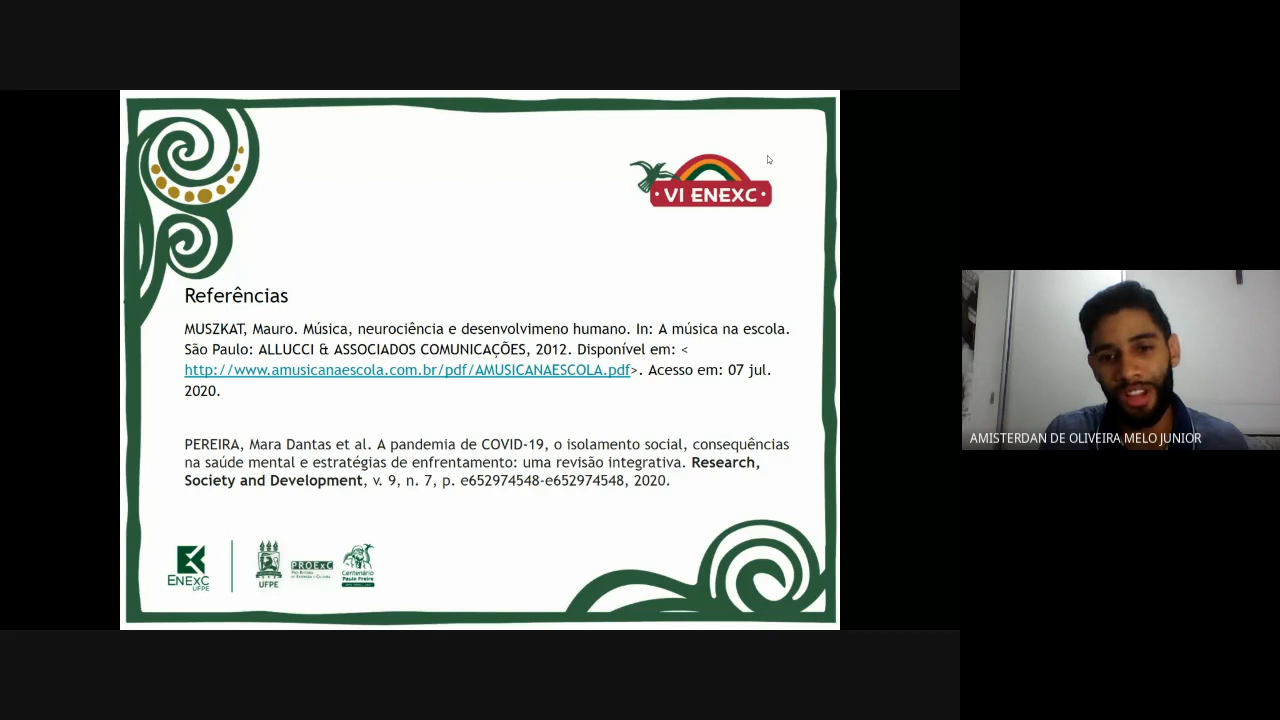 • VI ENEXC •
Referências
MUSZKAT, Mauro. Música, neurociência e desenvolvimeno humano. In: A música na escola.
São Paulo: ALLUCCI & ASSOCIADOS COMUNICAÇÕES, 2012. Disponível em: <
http://www.amusicanaescola.com.br/pdf/AMUSICANAESCOLA.pdf>. Acesso em: 07 jul.
2020.
PEREIRA, Mara Dantas et al. A pandemia de COVID-19, o isolamento social, consequências
na saúde mental e estratégias de enfrentamento: uma revisão integrativa. Research,
Society and Development, v. 9, n. 7, p. e652974548-e652974548, 2020.
AMISTERDAN DE OLIVEIRA MELO JUNIOR
ENEXC
UFPE
UFPE
PROExC
Centenário
Paulo Freire